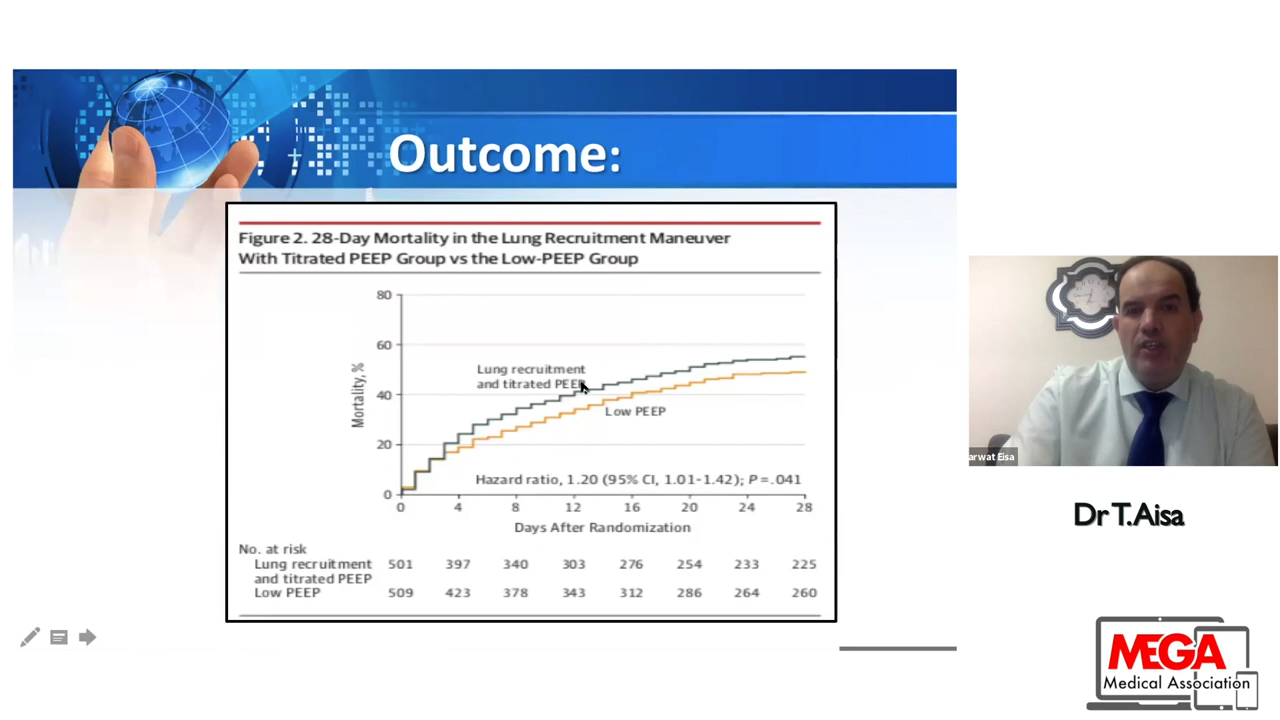 Outcome:
Figure 2. 28-Day Mortality in the Lung Recruitment Maneuver
With Titrated PEEP Group vs the Low-PEEP Group
80
60
40
20
0
Mortality, %
Lung recruitment
and titrated PEEP
Low PEEP
Hazard ratio, 1.20 (95% CI, 1.01-1.42); P = .041
0 4 8 12 16 20 24 28
Days After Randomization
No. at risk
Lung recruitment 501 397 340 303 276 254 233 225
and titrated PEEP
Low PEEP 509 423 378 343 312 286 264 260
arwat Eisa
Dr T.Aisa
MEGA
Medical Association